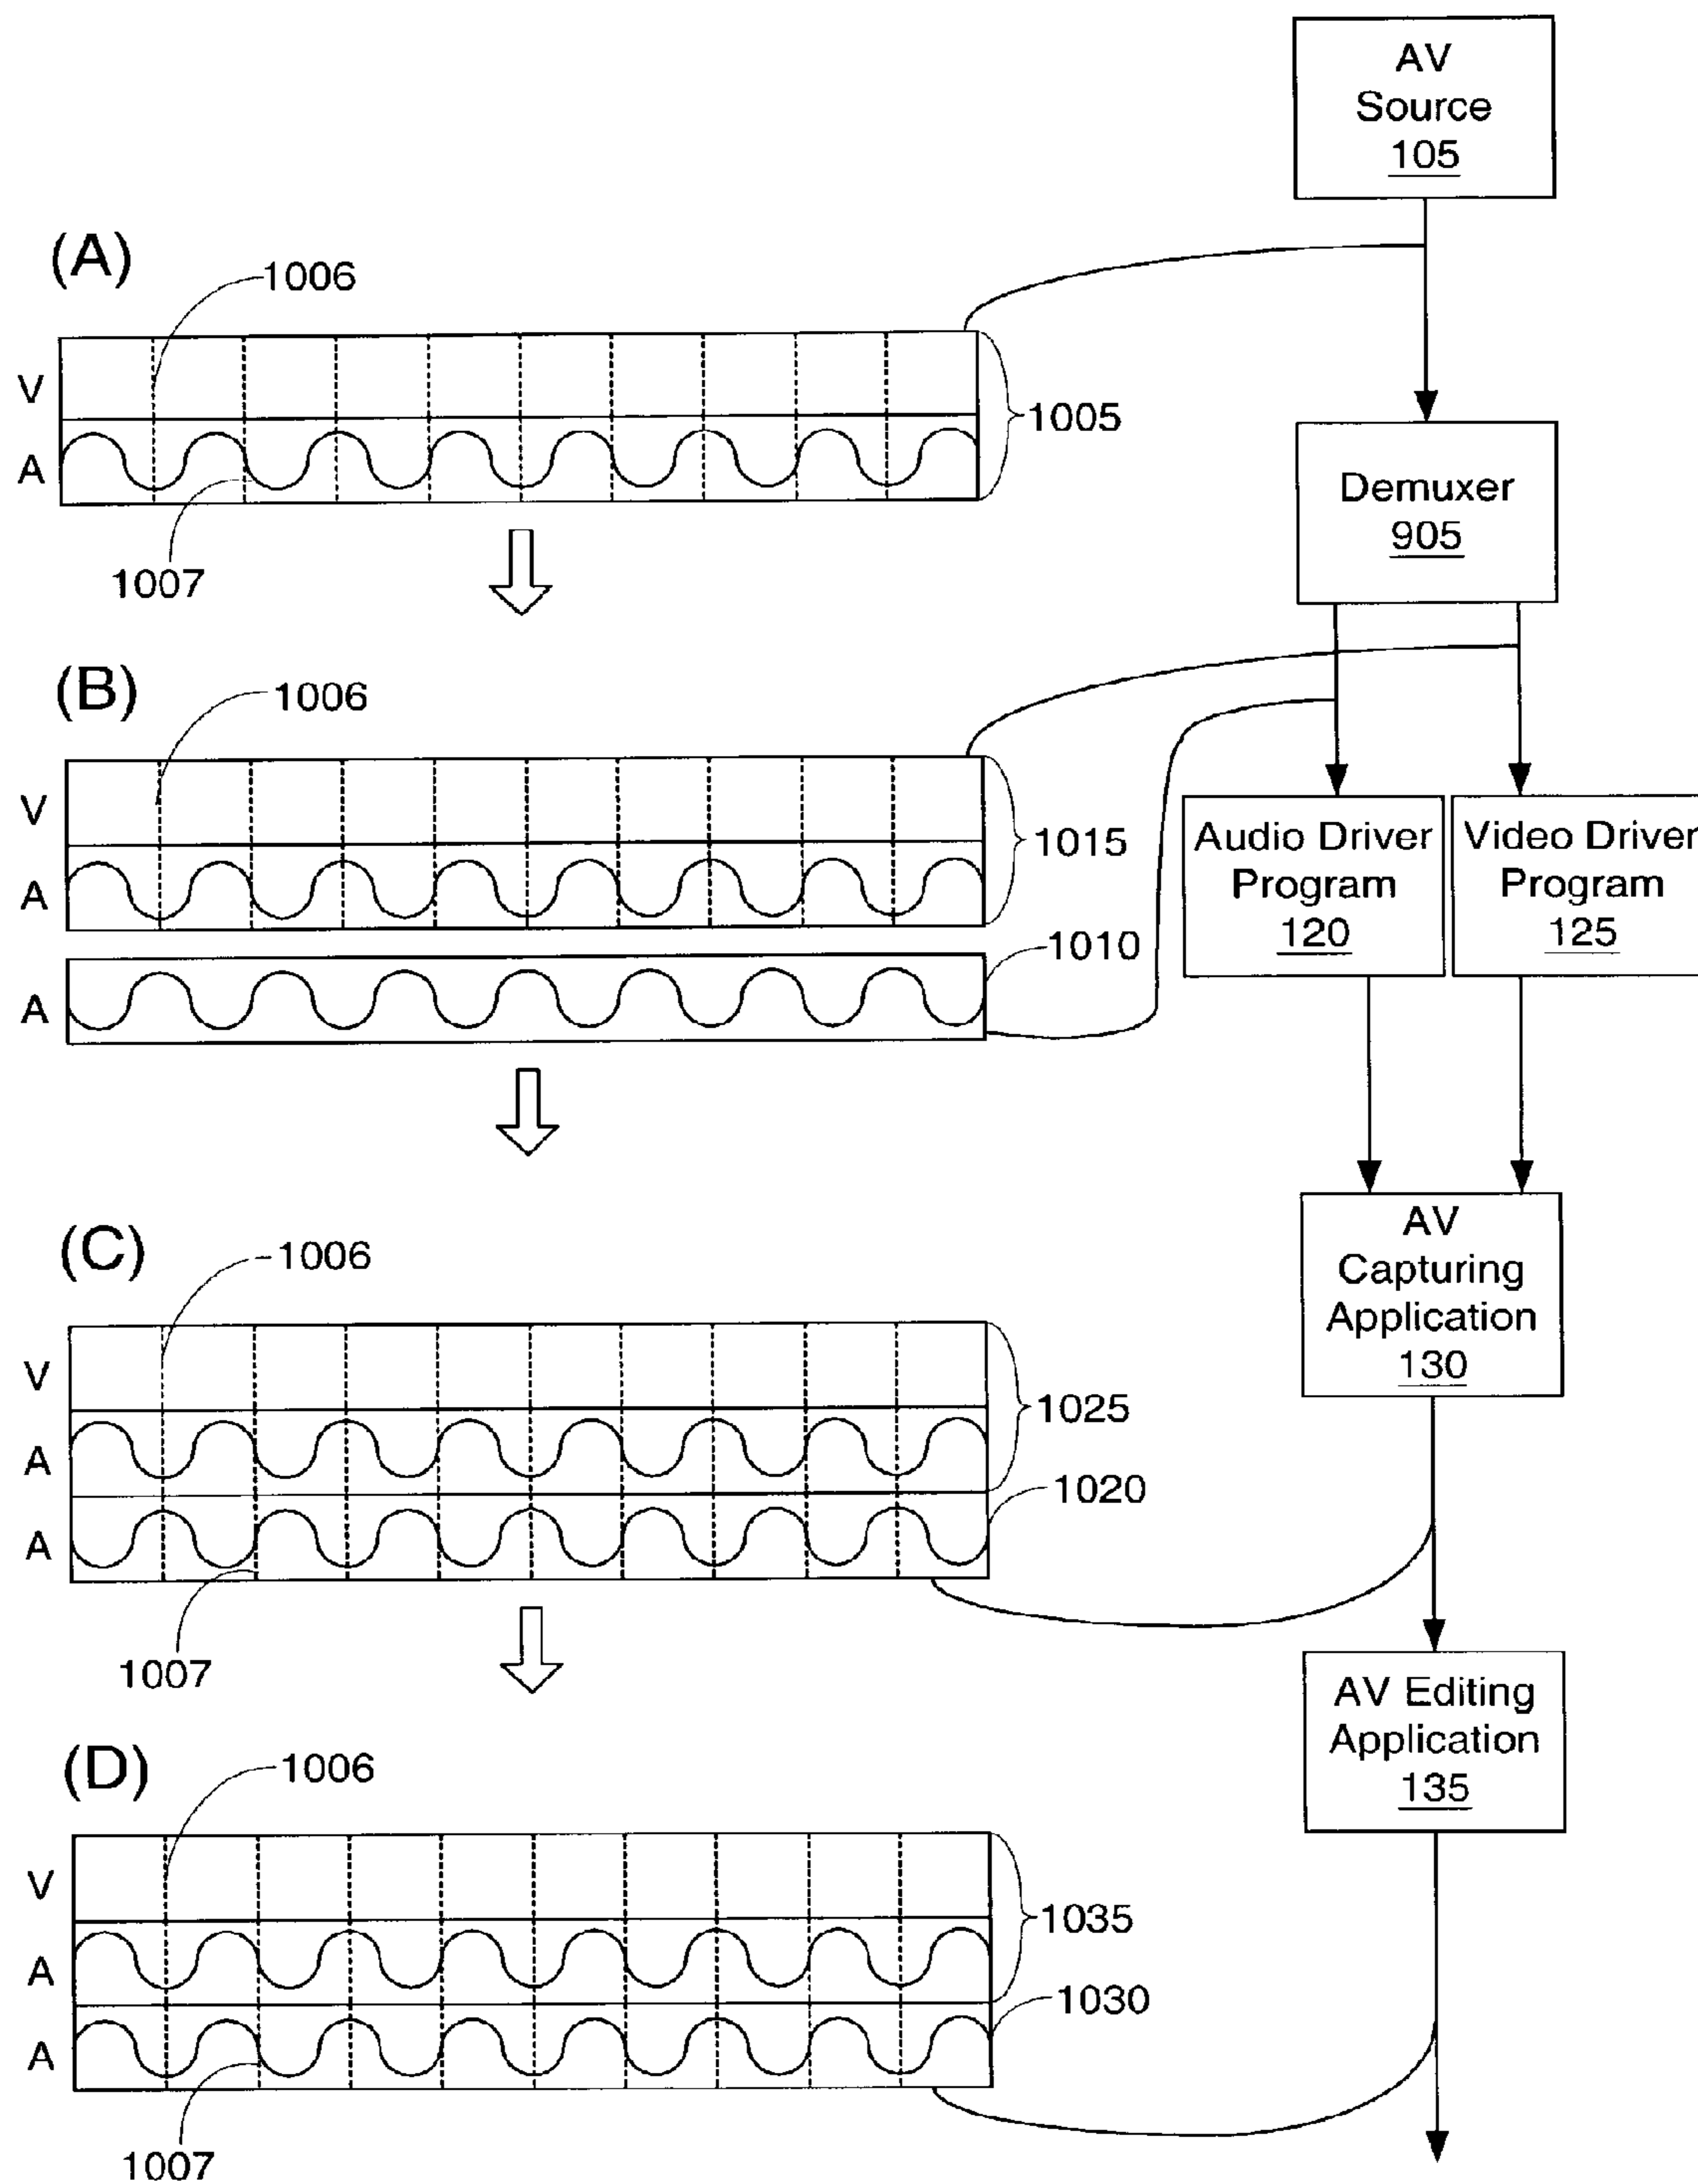 AV
Source
105
(A)
1006
V
1005
A
Demuxer
905
1007
(B)
1006
V
1015
Audio Driver
Program
120
Video Driver
Program
125
A
1010
A
(C)
1006
AV
Capturing
Application
130
V
1025
A
1020
A
1007
AV Editing
Application
135
(D)
1006
V
1035
A
1030
A
1007